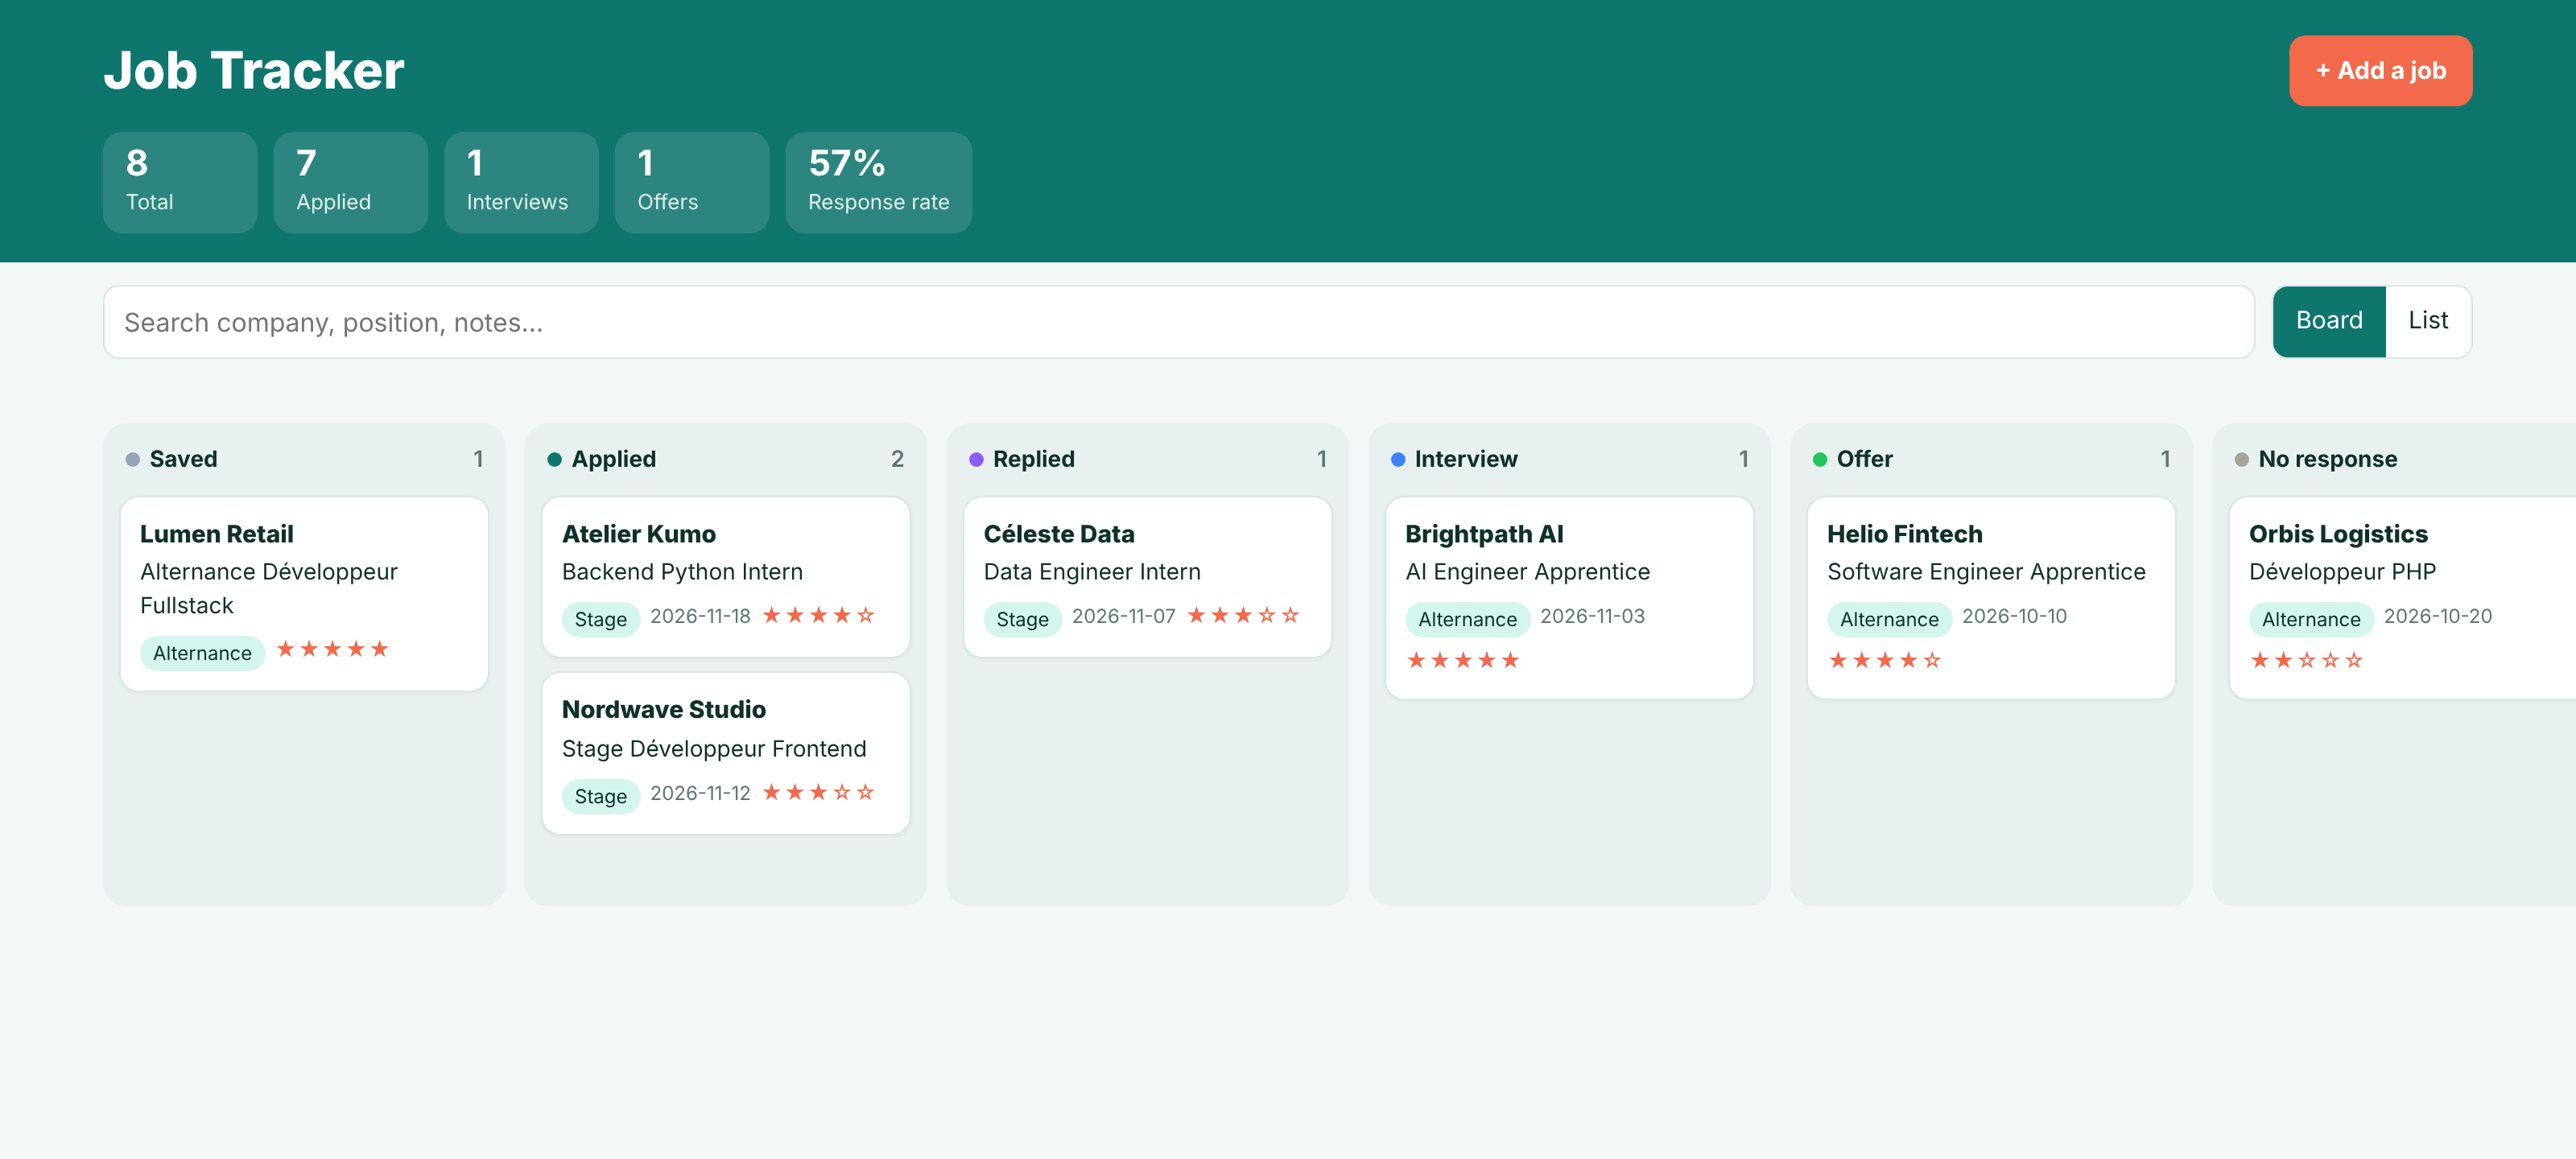 Job Tracker
+ Add a job
8
Total
7
Applied
1
Interviews
1
Offers
57%
Response rate
Search company, position, notes...
Board
List
Saved
1
Lumen Retail
Alternance Développeur
Fullstack
Alternance ★★★★★
Applied
2
Atelier Kumo
Backend Python Intern
Stage 2026-11-18 ★★★★☆
Nordwave Studio
Stage Développeur Frontend
Stage 2026-11-12 ★★★☆☆
Replied
1
Céleste Data
Data Engineer Intern
Stage 2026-11-07 ★★★☆☆
Interview
1
Brightpath AI
AI Engineer Apprentice
Alternance 2026-11-03
★★★★★
Offer
1
Helio Fintech
Software Engineer Apprentice
Alternance 2026-10-10
★★★★☆
No response
Orbis Logistics
Développeur PHP
Alternance 2026-10-20
★★☆☆☆